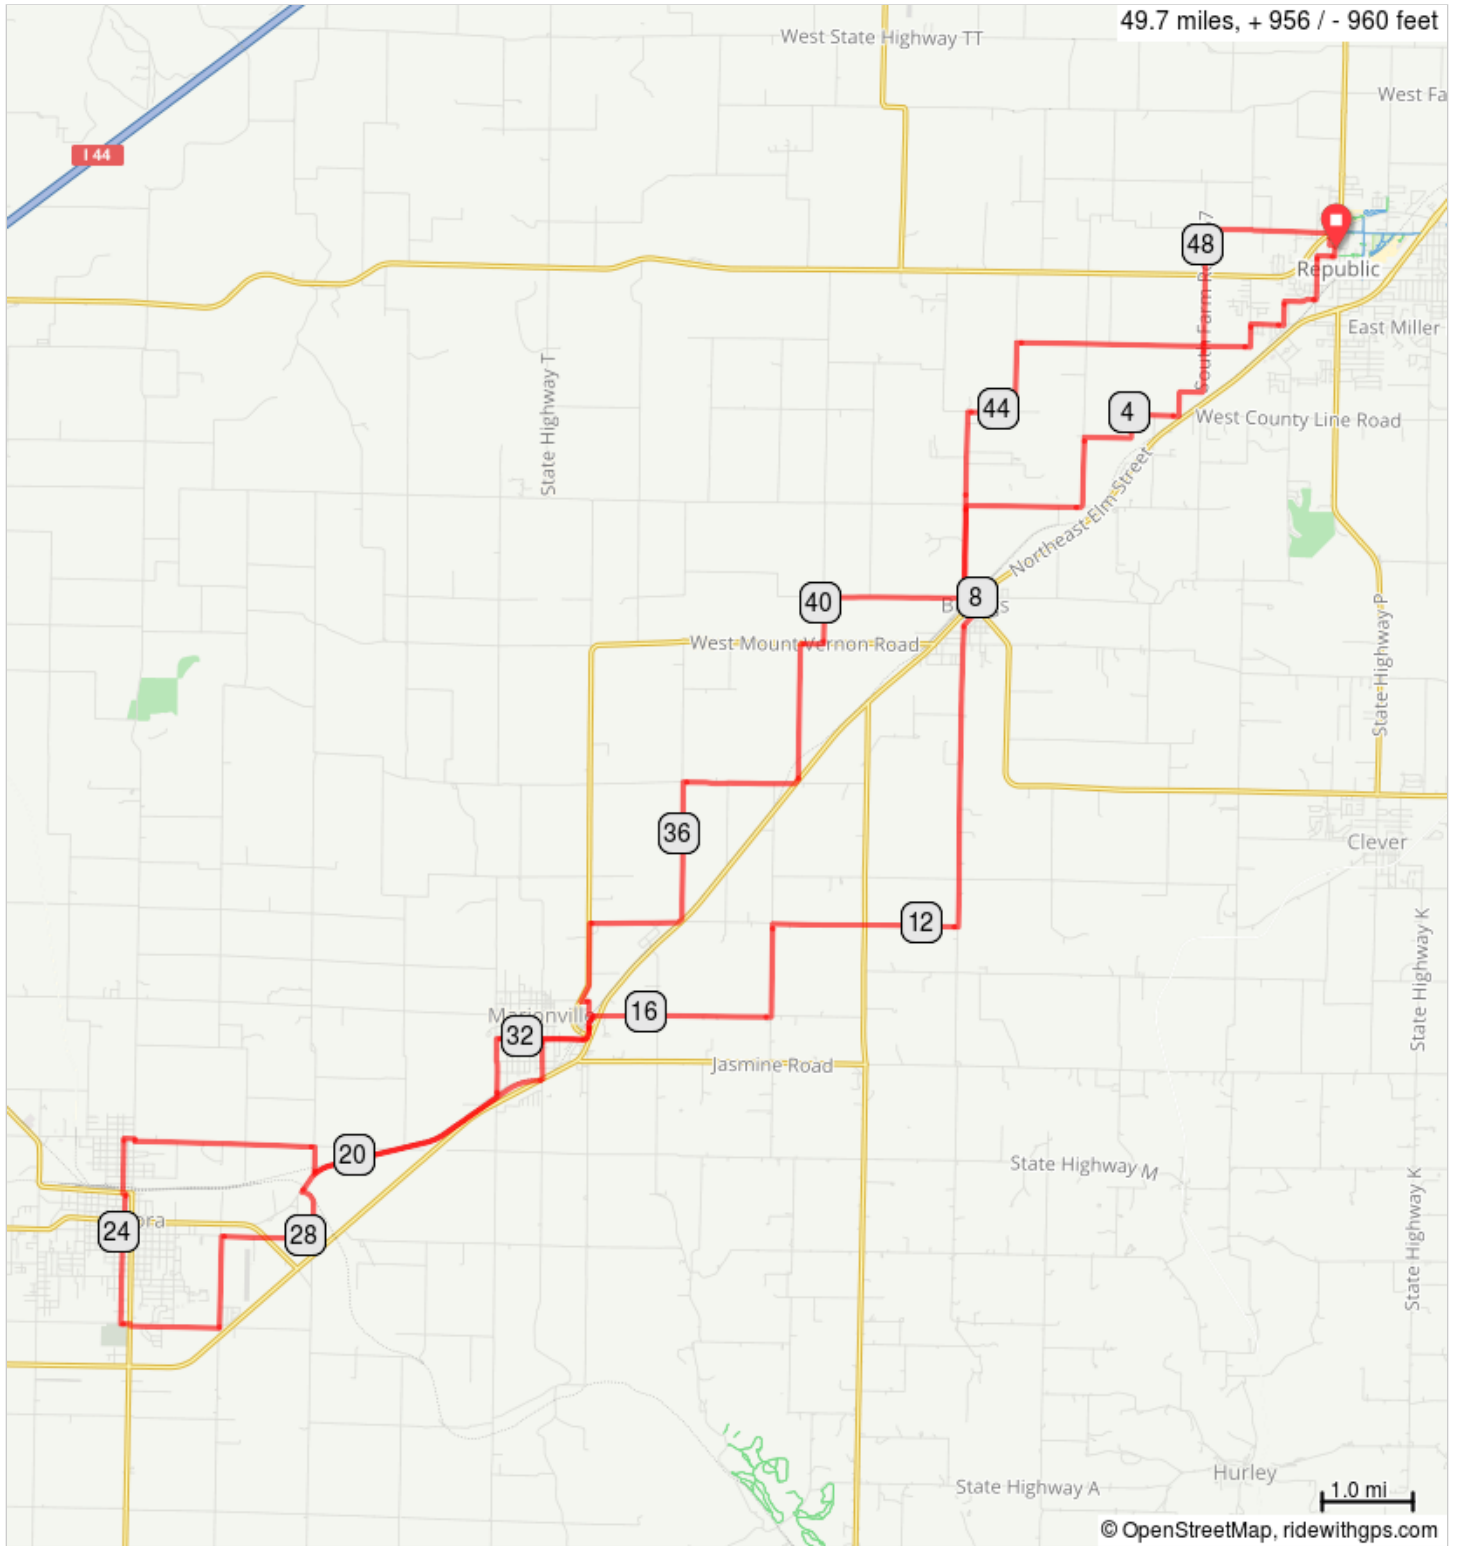 49.7 miles, + 956 / - 960 feet
West State Highway TT
West Fa
I 44
48
Republic
East Miller
State Highway T
44
4
West County Line Road
Northeast Elm Street
40
8
West Mount Vernon Road
State Highway P
36
Clever
12
State Highway K
16
Marionville
32
Jasmine Road
20
State Highway M
State Highway K
24
ora
28
Hurley
State Highway A
1.0 mi
© OpenStreetMap, ridewithgps.com